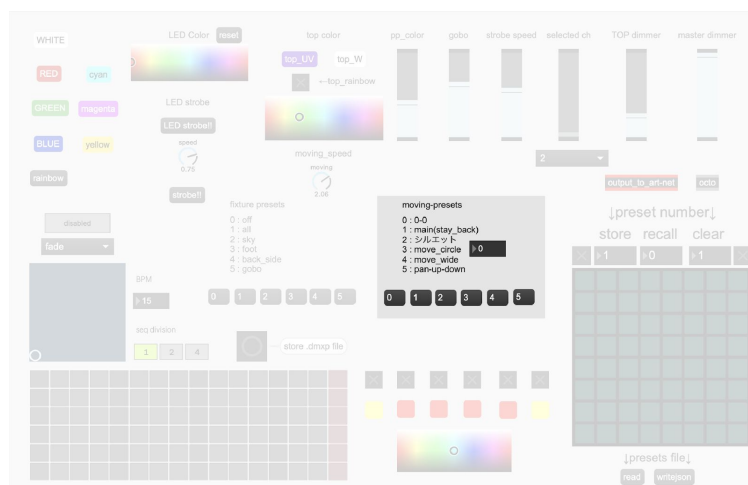 WHITE
RED
cyan
GREEN
magenta
BLUE
yellow
rainbow
LED Color
reset
LED strobe
LED strobe!!
speed
0.75
strobe!!
top color
top_UV
top_W
←top_rainbow
moving_speed
moving
2.06
pp_color
gobo
strobe speed
selected ch
TOP dimmer
master dimmer
2
output_to_art-net
octo
disabled
fade
BPM
15
seq division
1
2
4
store .dmxp file
fixture presets
0 : off
1 : all
2 : sky
3 : foot
4 : back_side
5 : gobo
0
1
2
3
4
5
moving-presets
0 : 0-0
1 : main(stay_back)
2 : シルエット
3 : move_circle
4 : move_wide
5 : pan-up-down
0
0
1
2
3
4
5
↓preset number↓
store
recall
clear
1
0
1
↓presets file↓
read
writejson